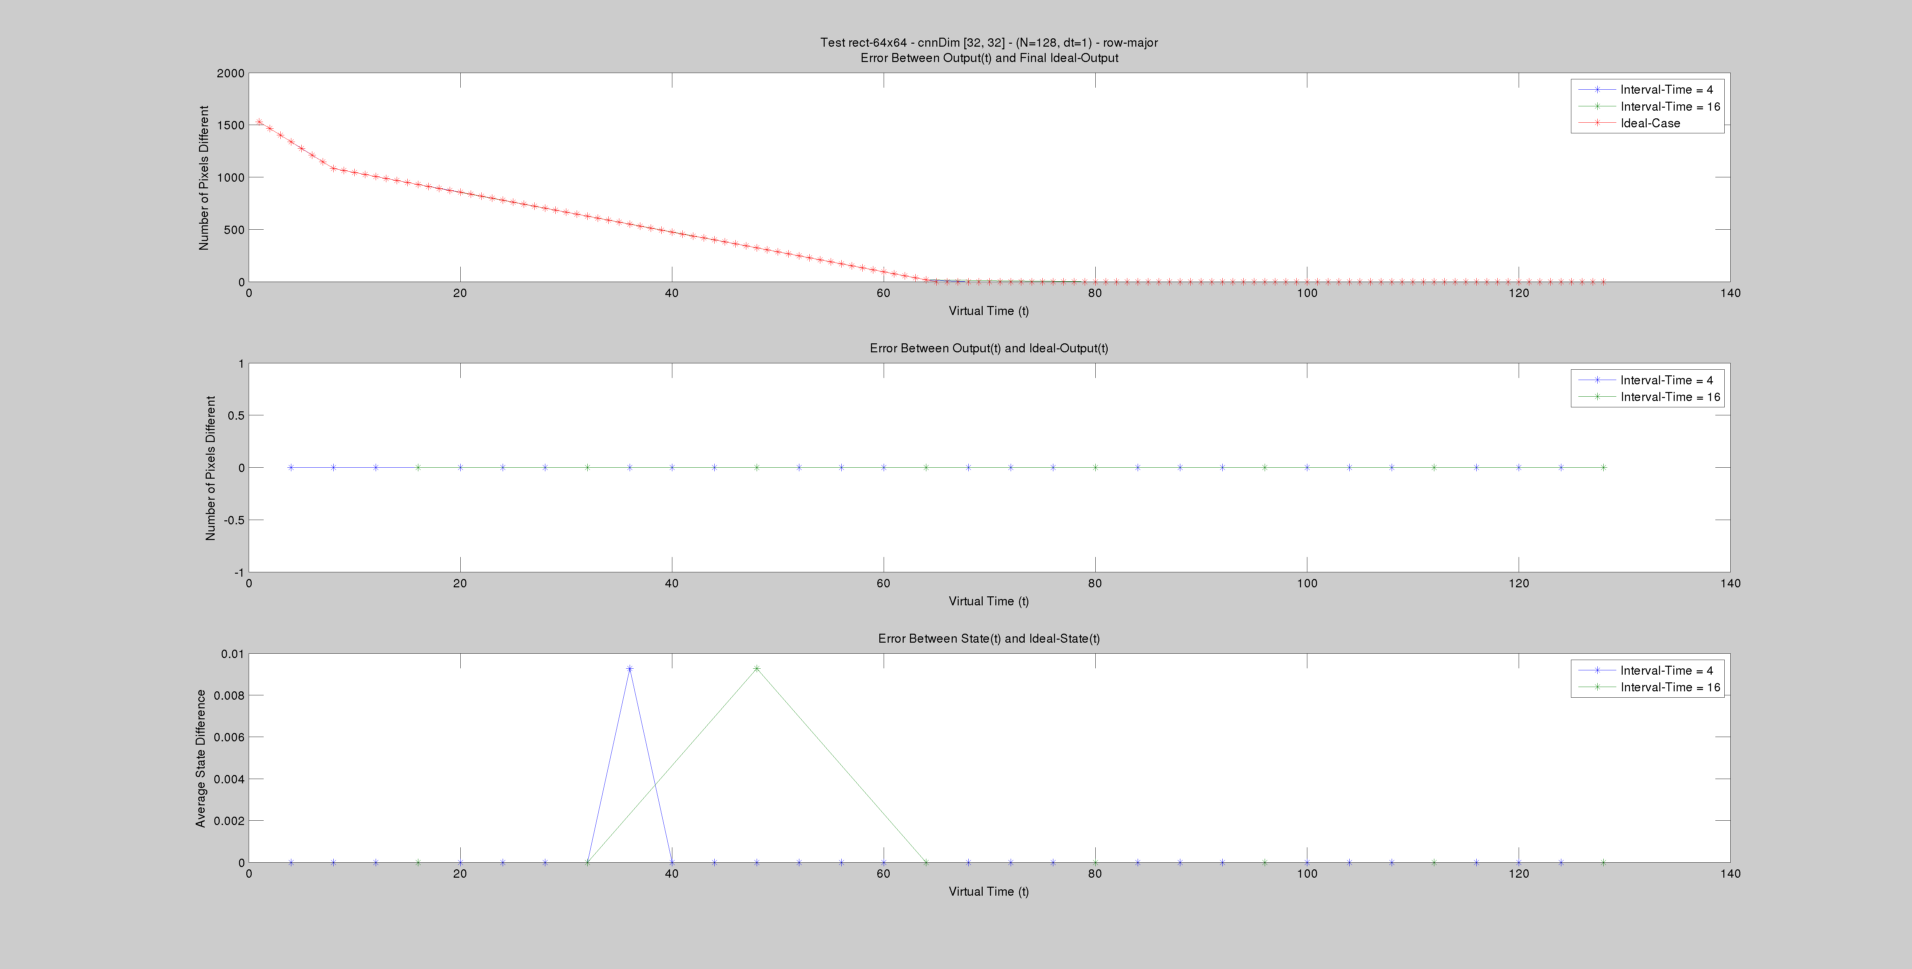 Test rect-64x64 - cnnDim [32, 32] - (N=128, dt=1) - row-major
Error Between Output(t) and Final Ideal-Output
2000
1500
1000
500
0
Number of Pixels Different
0 20 40 60 80 100 120 140
Virtual Time (t)
Interval-Time = 4
Interval-Time = 16
Ideal-Case
Error Between Output(t) and Ideal-Output(t)
1
0.5
0
-0.5
-1
Number of Pixels Different
0 20 40 60 80 100 120 140
Virtual Time (t)
Interval-Time = 4
Interval-Time = 16
Error Between State(t) and Ideal-State(t)
0.01
0.008
0.006
0.004
0.002
0
Average State Difference
0 20 40 60 80 100 120 140
Virtual Time (t)
Interval-Time = 4
Interval-Time = 16